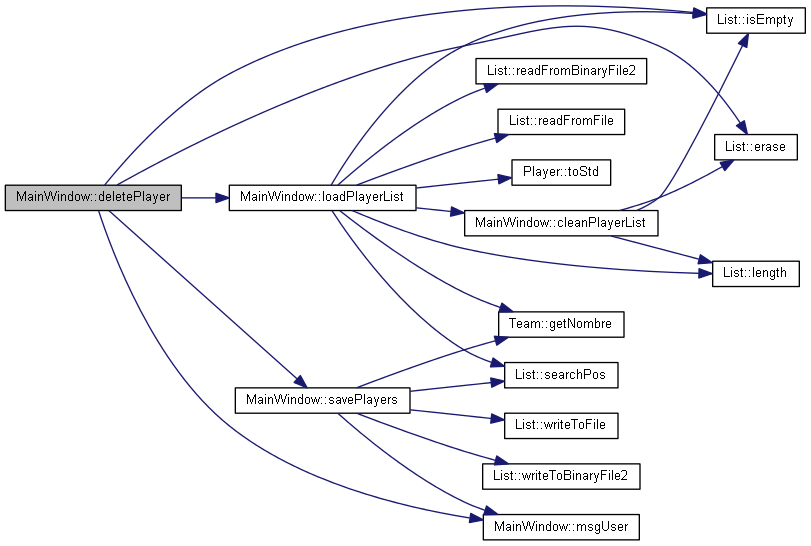 List::isEmpty
List::readFromBinaryFile2
List::readFromFile
List::erase
Player::toStd
MainWindow::deletePlayer
MainWindow::loadPlayerList
MainWindow::cleanPlayerList
List::length
Team::getNombre
List::searchPos
MainWindow::savePlayers
List::writeToFile
List::writeToBinaryFile2
MainWindow::msgUser